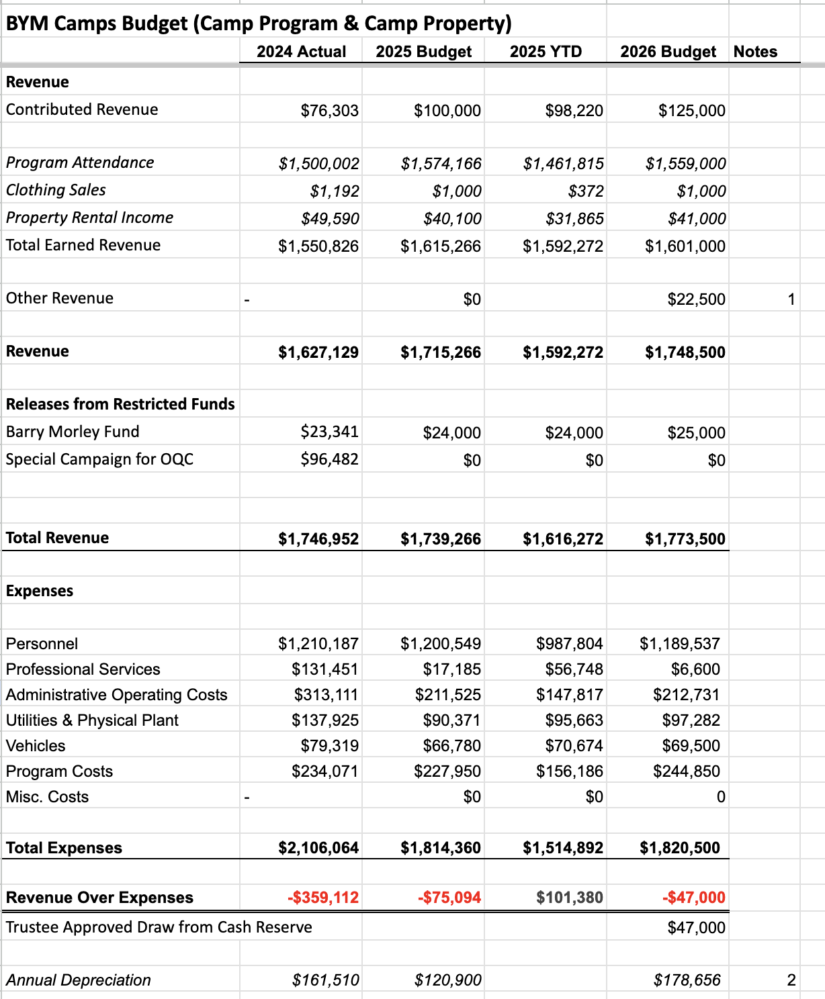 BYM Camps Budget (Camp Program & Camp Property)
2024 Actual 2025 Budget 2025 YTD 2026 Budget Notes
Revenue
Contributed Revenue $76,303 $100,000 $98,220 $125,000
Program Attendance $1,500,002 $1,574,166 $1,461,815 $1,559,000
Clothing Sales $1,192 $1,000 $372 $1,000
Property Rental Income $49,590 $40,100 $31,865 $41,000
Total Earned Revenue $1,550,826 $1,615,266 $1,592,272 $1,601,000
Other Revenue - $0 $22,500 1
Revenue $1,627,129 $1,715,266 $1,592,272 $1,748,500
Releases from Restricted Funds
Barry Morley Fund $23,341 $24,000 $24,000 $25,000
Special Campaign for OQC $96,482 $0 $0 $0
Total Revenue $1,746,952 $1,739,266 $1,616,272 $1,773,500
Expenses
Personnel $1,210,187 $1,200,549 $987,804 $1,189,537
Professional Services $131,451 $17,185 $56,748 $6,600
Administrative Operating Costs $313,111 $211,525 $147,817 $212,731
Utilities & Physical Plant $137,925 $90,371 $95,663 $97,282
Vehicles $79,319 $66,780 $70,674 $69,500
Program Costs $234,071 $227,950 $156,186 $244,850
Misc. Costs - $0 $0 0
Total Expenses $2,106,064 $1,814,360 $1,514,892 $1,820,500
Revenue Over Expenses -$359,112 -$75,094 $101,380 -$47,000
Trustee Approved Draw from Cash Reserve $47,000
Annual Depreciation $161,510 $120,900 $178,656 2